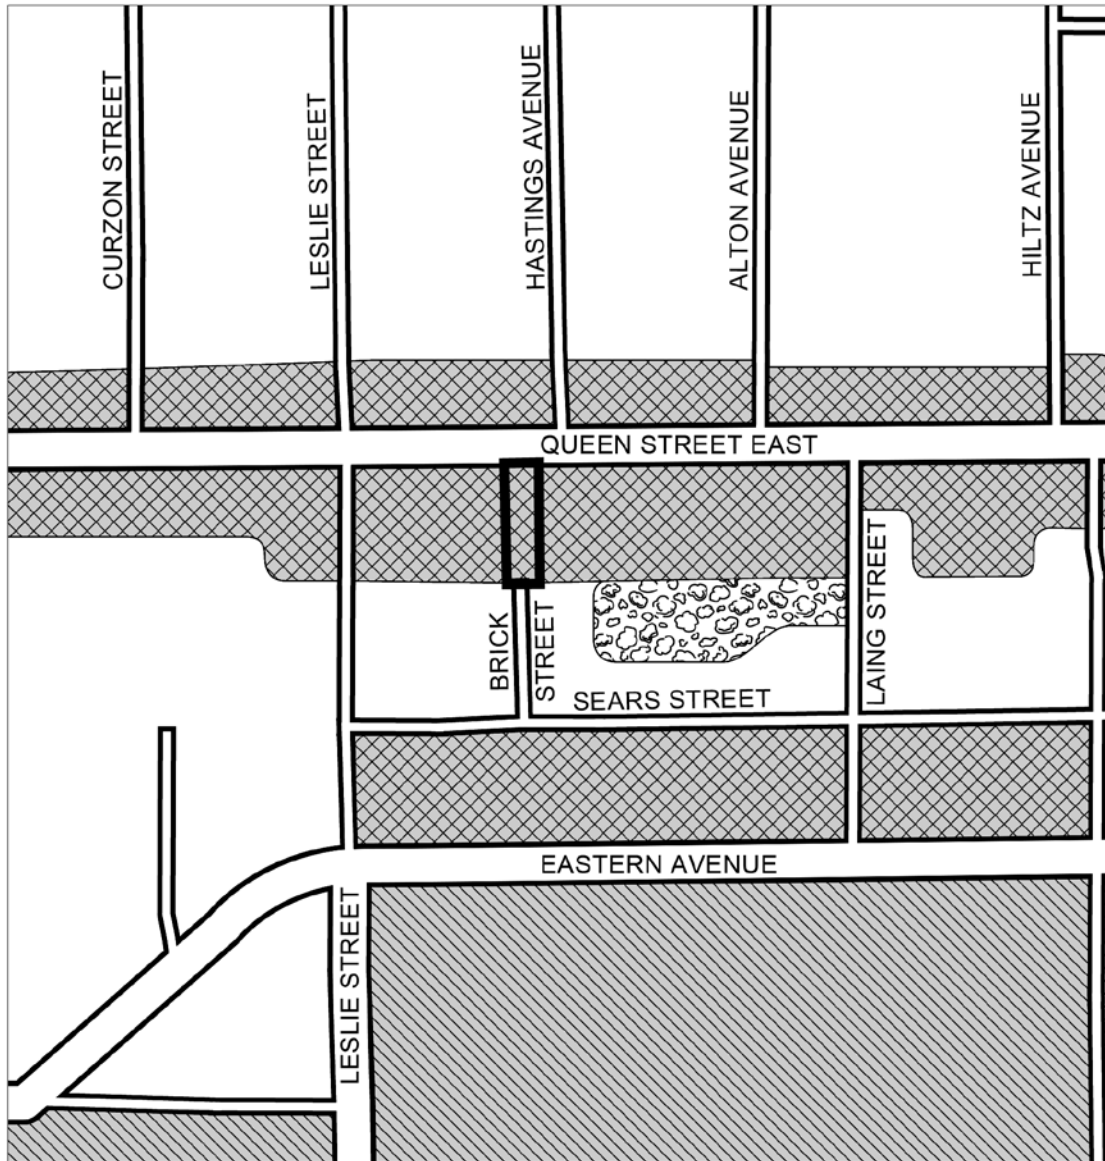 CURZON STREET
LESLIE STREET
HASTINGS AVENUE
ALTON AVENUE
HILTZ AVENUE
QUEEN STREET EAST
BRICK
STREET
LAING STREET
SEARS STREET
EASTERN AVENUE
LESLIE STREET